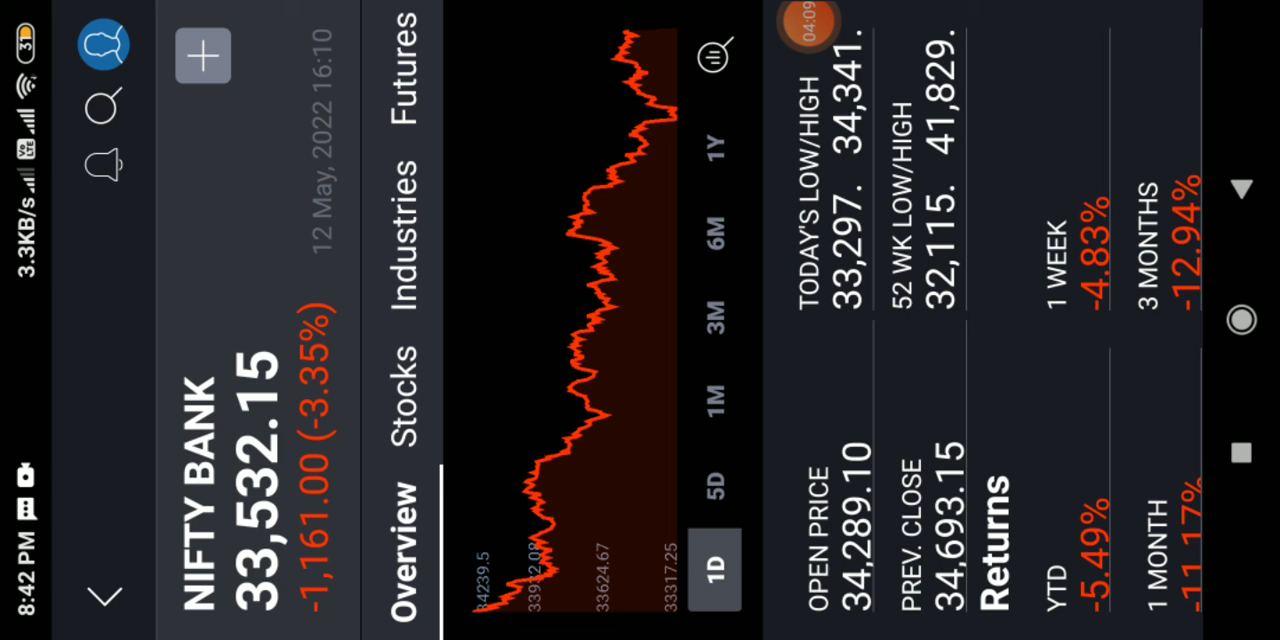 8:42 PM
3.3KB/s
31
NIFTY BANK
33,532.15
-1,161.00 (-3.35%)
12 May, 2022 16:10
Overview Stocks Industries Futures
34239.5
33932.08
33624.67
33317.25
1D 5D 1M 3M 6M 1Y
04:09
OPEN PRICE TODAY'S LOW/HIGH
34,289.10 33,297. 34,341.
PREV. CLOSE 52 WK LOW/HIGH
34,693.15 32,115. 41,829.
Returns
YTD 1 WEEK
-5.49% -4.83%
1 MONTH 3 MONTHS
-11.17% -12.94%